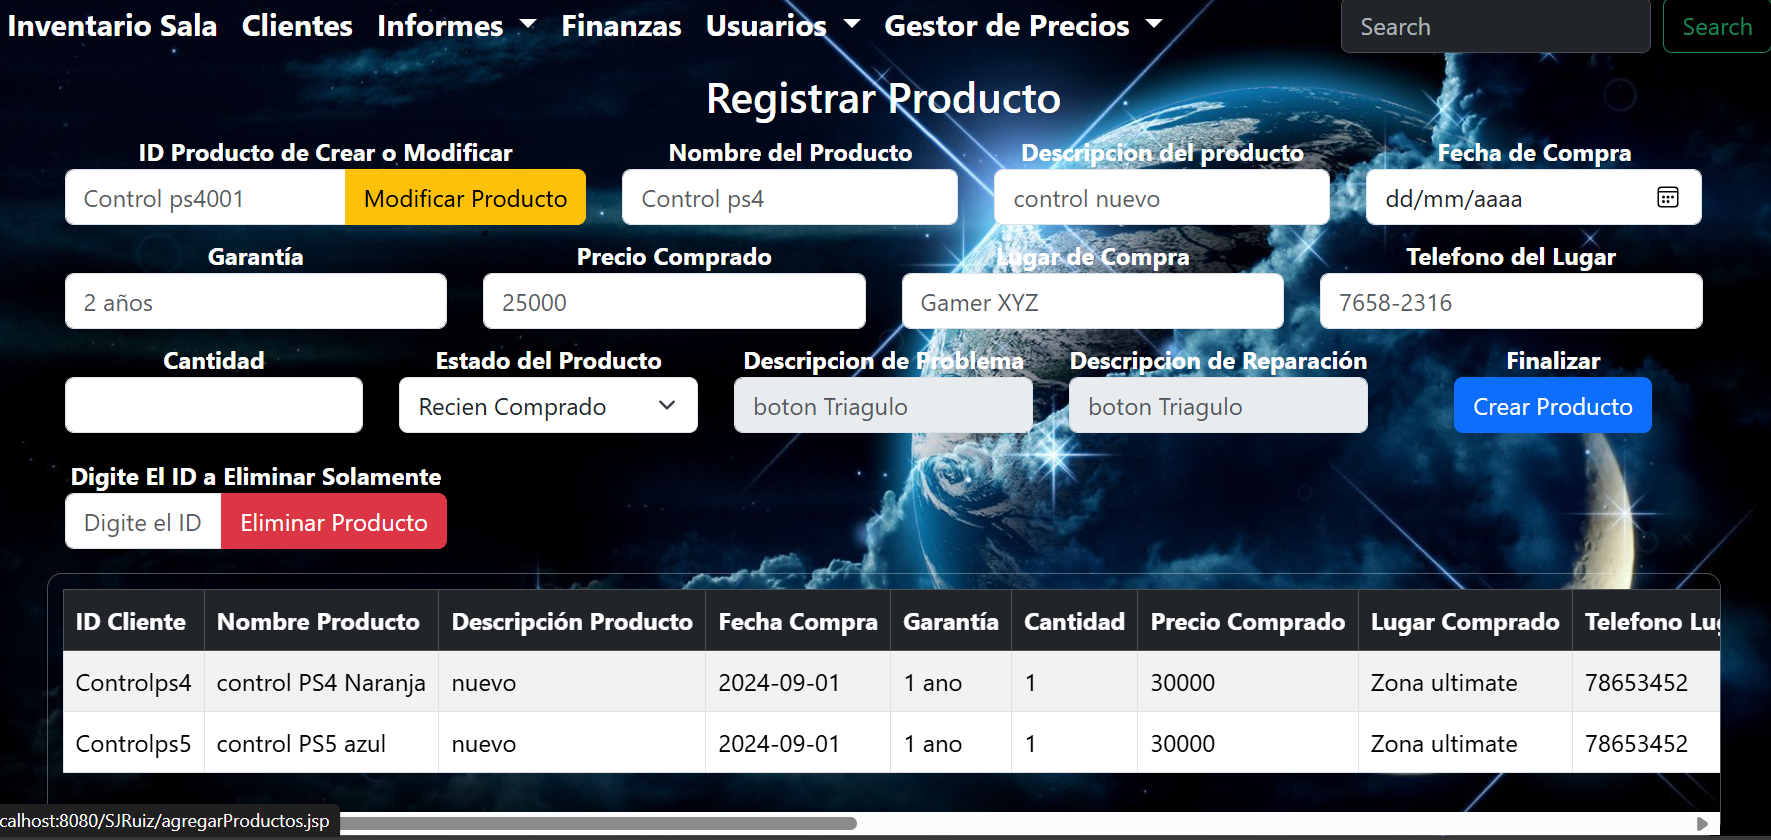 Inventario Sala Clientes Informes Finanzas Usuarios Gestor de Precios Search Search
Registrar Producto
ID Producto de Crear o Modificar Nombre del Producto Descripcion del producto Fecha de Compra
Control ps4001 Modificar Producto Control ps4 control nuevo dd/mm/aaaa
Garantía Precio Comprado Lugar de Compra Telefono del Lugar
2 años 25000 Gamer XYZ 7658-2316
Cantidad Estado del Producto Descripcion de Problema Descripcion de Reparación Finalizar
Recien Comprado boton Triagulo boton Triagulo Crear Producto
Digite El ID a Eliminar Solamente
Digite el ID Eliminar Producto
ID Cliente Nombre Producto Descripción Producto Fecha Compra Garantía Cantidad Precio Comprado Lugar Comprado Telefono Lug
Controlps4 control PS4 Naranja nuevo 2024-09-01 1 ano 1 30000 Zona ultimate 78653452
Controlps5 control PS5 azul nuevo 2024-09-01 1 ano 1 30000 Zona ultimate 78653452
calhost:8080/SJRuiz/agregarProductos.jsp